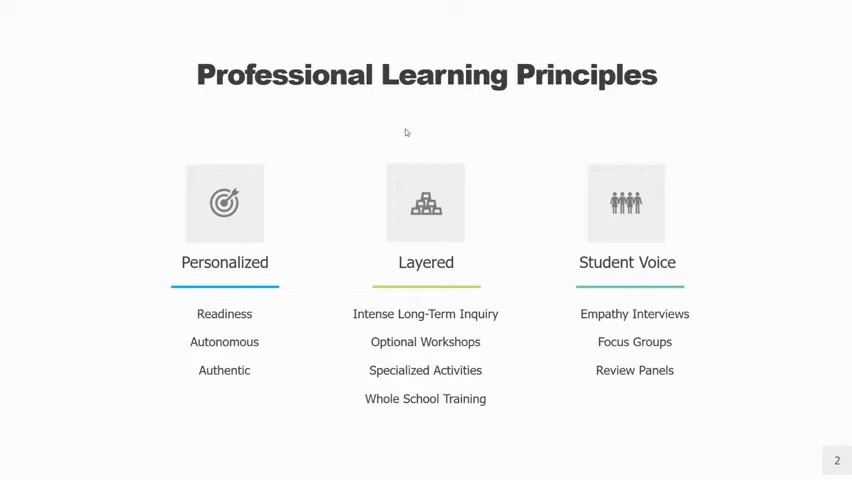 Professional Learning Principles
Personalized
Readiness
Autonomous
Authentic
Layered
Intense Long-Term Inquiry
Optional Workshops
Specialized Activities
Whole School Training
Student Voice
Empathy Interviews
Focus Groups
Review Panels
2